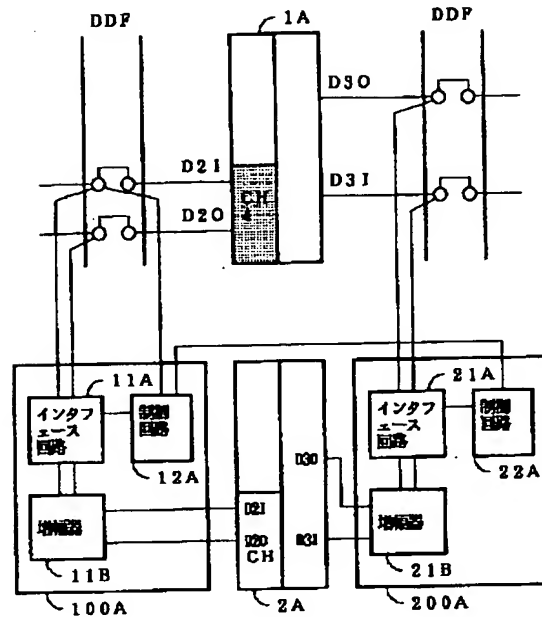 DDF
1A
DDF
D3O
D2I
CH
4
D3I
D2O
11A
インタフ
ェース
回路
制御
回路
12A
増幅器
11B
100A
D3O
D2I
D2O
D3I
CH
2A
21A
インタフ
ェース
回路
制御
回路
22A
増幅器
21B
200A